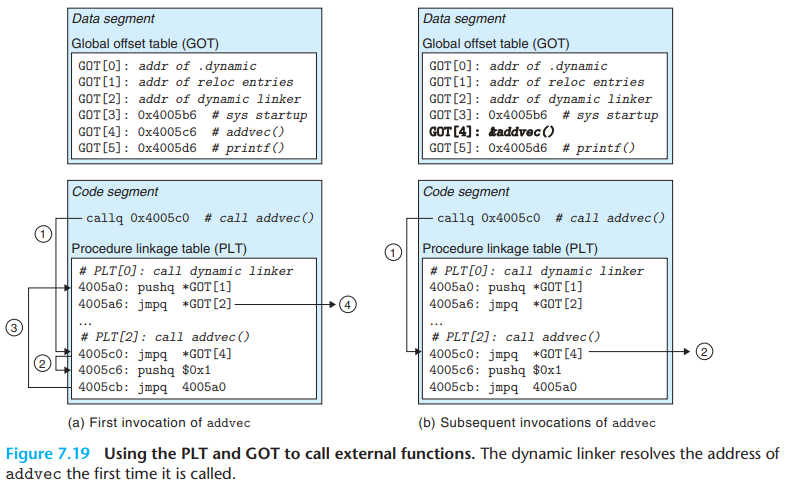 Data segment
Global offset table (GOT)
GOT[0]: addr of .dynamic
GOT[1]: addr of reloc entries
GOT[2]: addr of dynamic linker
GOT[3]: 0x4005b6 # sys startup
GOT[4]: 0x4005c6 # addvec()
GOT[5]: 0x4005d6 # printf()
Code segment
callq 0x4005c0 # call addvec()
1
Procedure linkage table (PLT)
# PLT[0]: call dynamic linker
4005a0: pushq *GOT[1]
4005a6: jmpq *GOT[2]
4
...
3
# PLT[2]: call addvec()
4005c0: jmpq *GOT[4]
2
4005c6: pushq $0x1
4005cb: jmpq 4005a0
(a) First invocation of addvec
Data segment
Global offset table (GOT)
GOT[0]: addr of .dynamic
GOT[1]: addr of reloc entries
GOT[2]: addr of dynamic linker
GOT[3]: 0x4005b6 # sys startup
GOT[4]: &addvec()
GOT[5]: 0x4005d6 # printf()
Code segment
callq 0x4005c0 # call addvec()
1
Procedure linkage table (PLT)
# PLT[0]: call dynamic linker
4005a0: pushq *GOT[1]
4005a6: jmpq *GOT[2]
...
# PLT[2]: call addvec()
4005c0: jmpq *GOT[4]
2
4005c6: pushq $0x1
4005cb: jmpq 4005a0
(b) Subsequent invocations of addvec
Figure 7.19 Using the PLT and GOT to call external functions. The dynamic linker resolves the address of
addvec the first time it is called.